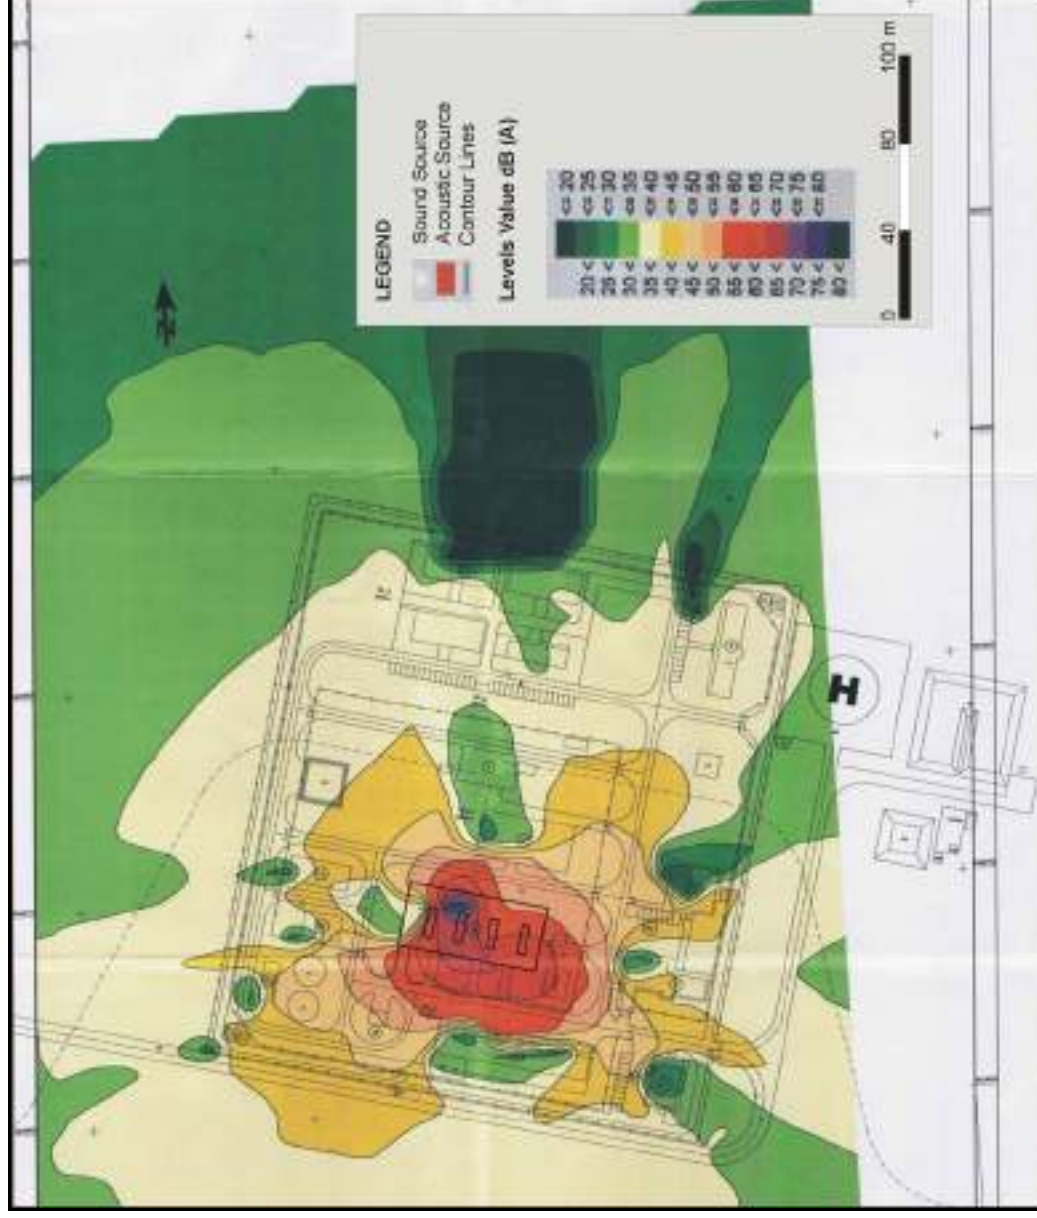 LEGEND
Sound Source
Acoustic Source
Contour Lines
Levels Value dB (A)
<= 20
20 < <= 25
25 < <= 30
30 < <= 35
35 < <= 40
40 < <= 45
45 < <= 50
50 < <= 55
55 < <= 60
60 < <= 65
65 < <= 70
70 < <= 75
75 < <= 80
80 <
0 40 80 100 m
H